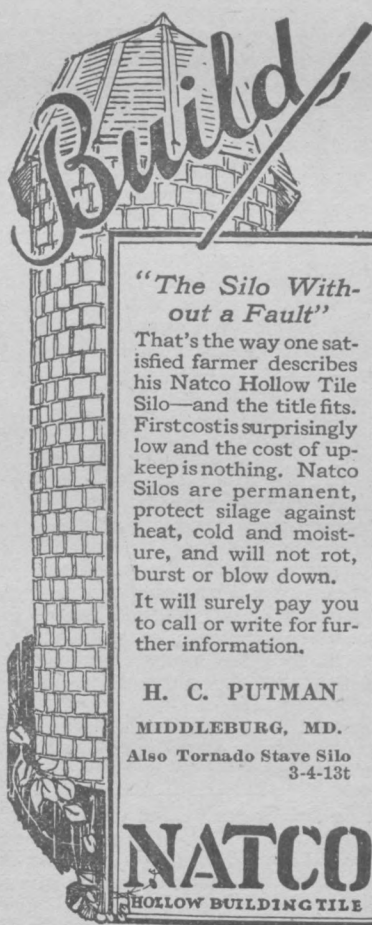 Build
"The Silo With-
out a Fault"
That's the way one sat-
isfied farmer describes
his Natco Hollow Tile
Silo—and the title fits.
First cost is surprisingly
low and the cost of up-
keep is nothing. Natco
Silos are permanent,
protect silage against
heat, cold and moist-
ure, and will not rot,
burst or blow down.
It will surely pay you
to call or write for fur-
ther information.
H. C. PUTMAN
MIDDLEBURG, MD.
Also Tornado Stave Silo
3-4-13t
NATCO
HOLLOW BUILDING TILE